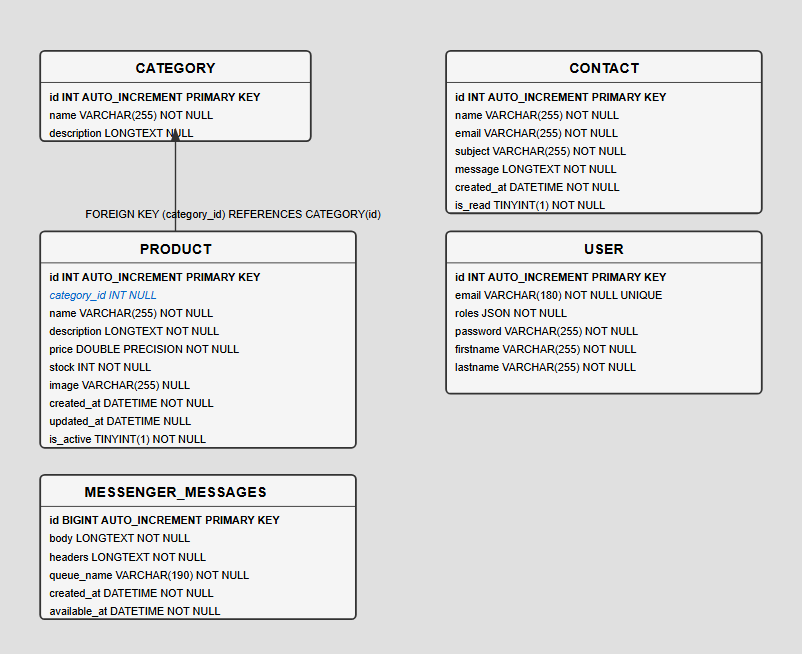 CATEGORY
id INT AUTO_INCREMENT PRIMARY KEY
name VARCHAR(255) NOT NULL
description LONGTEXT NULL
FOREIGN KEY (category_id) REFERENCES CATEGORY(id)
PRODUCT
id INT AUTO_INCREMENT PRIMARY KEY
category_id INT NULL
name VARCHAR(255) NOT NULL
description LONGTEXT NOT NULL
price DOUBLE PRECISION NOT NULL
stock INT NOT NULL
image VARCHAR(255) NULL
created_at DATETIME NOT NULL
updated_at DATETIME NULL
is_active TINYINT(1) NOT NULL
MESSENGER_MESSAGES
id BIGINT AUTO_INCREMENT PRIMARY KEY
body LONGTEXT NOT NULL
headers LONGTEXT NOT NULL
queue_name VARCHAR(190) NOT NULL
created_at DATETIME NOT NULL
available_at DATETIME NOT NULL
CONTACT
id INT AUTO_INCREMENT PRIMARY KEY
name VARCHAR(255) NOT NULL
email VARCHAR(255) NOT NULL
subject VARCHAR(255) NOT NULL
message LONGTEXT NOT NULL
created_at DATETIME NOT NULL
is_read TINYINT(1) NOT NULL
USER
id INT AUTO_INCREMENT PRIMARY KEY
email VARCHAR(180) NOT NULL UNIQUE
roles JSON NOT NULL
password VARCHAR(255) NOT NULL
firstname VARCHAR(255) NOT NULL
lastname VARCHAR(255) NOT NULL